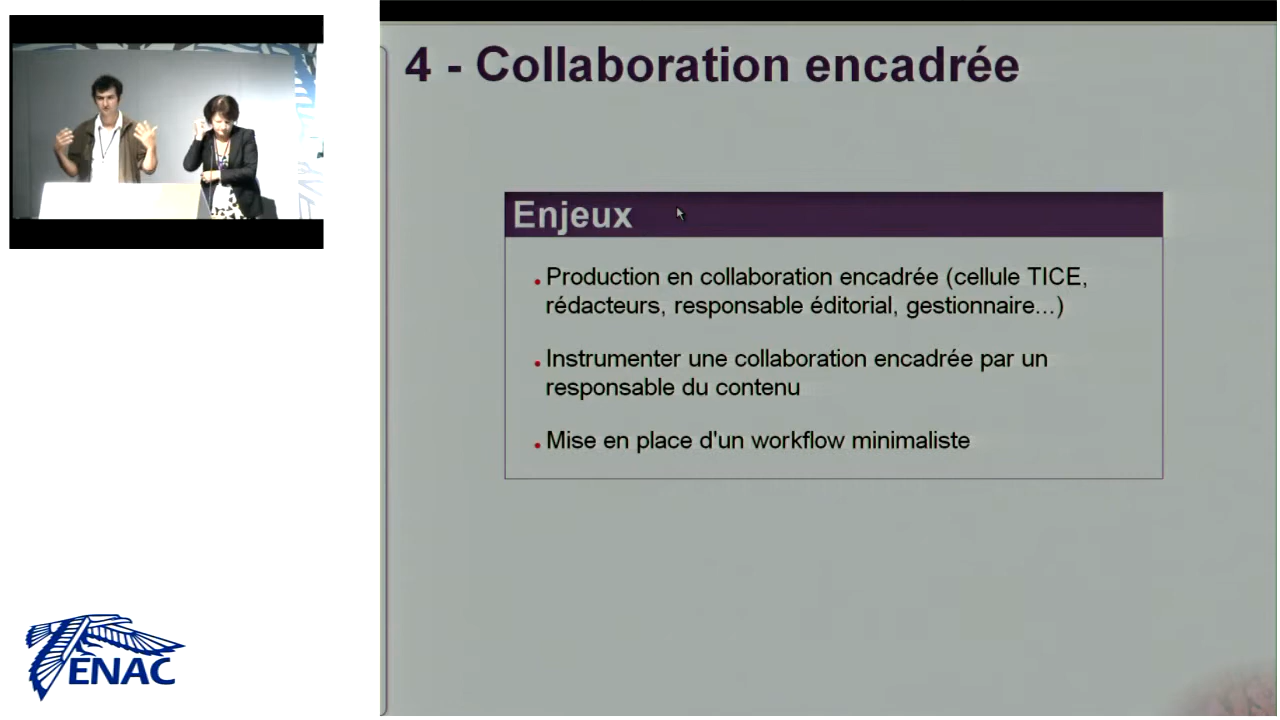 4 - Collaboration encadrée
Enjeux
Production en collaboration encadrée (cellule TICE,
rédacteurs, responsable éditorial, gestionnaire...)
Instrumenter une collaboration encadrée par un
responsable du contenu
Mise en place d'un workflow minimaliste
ENAC